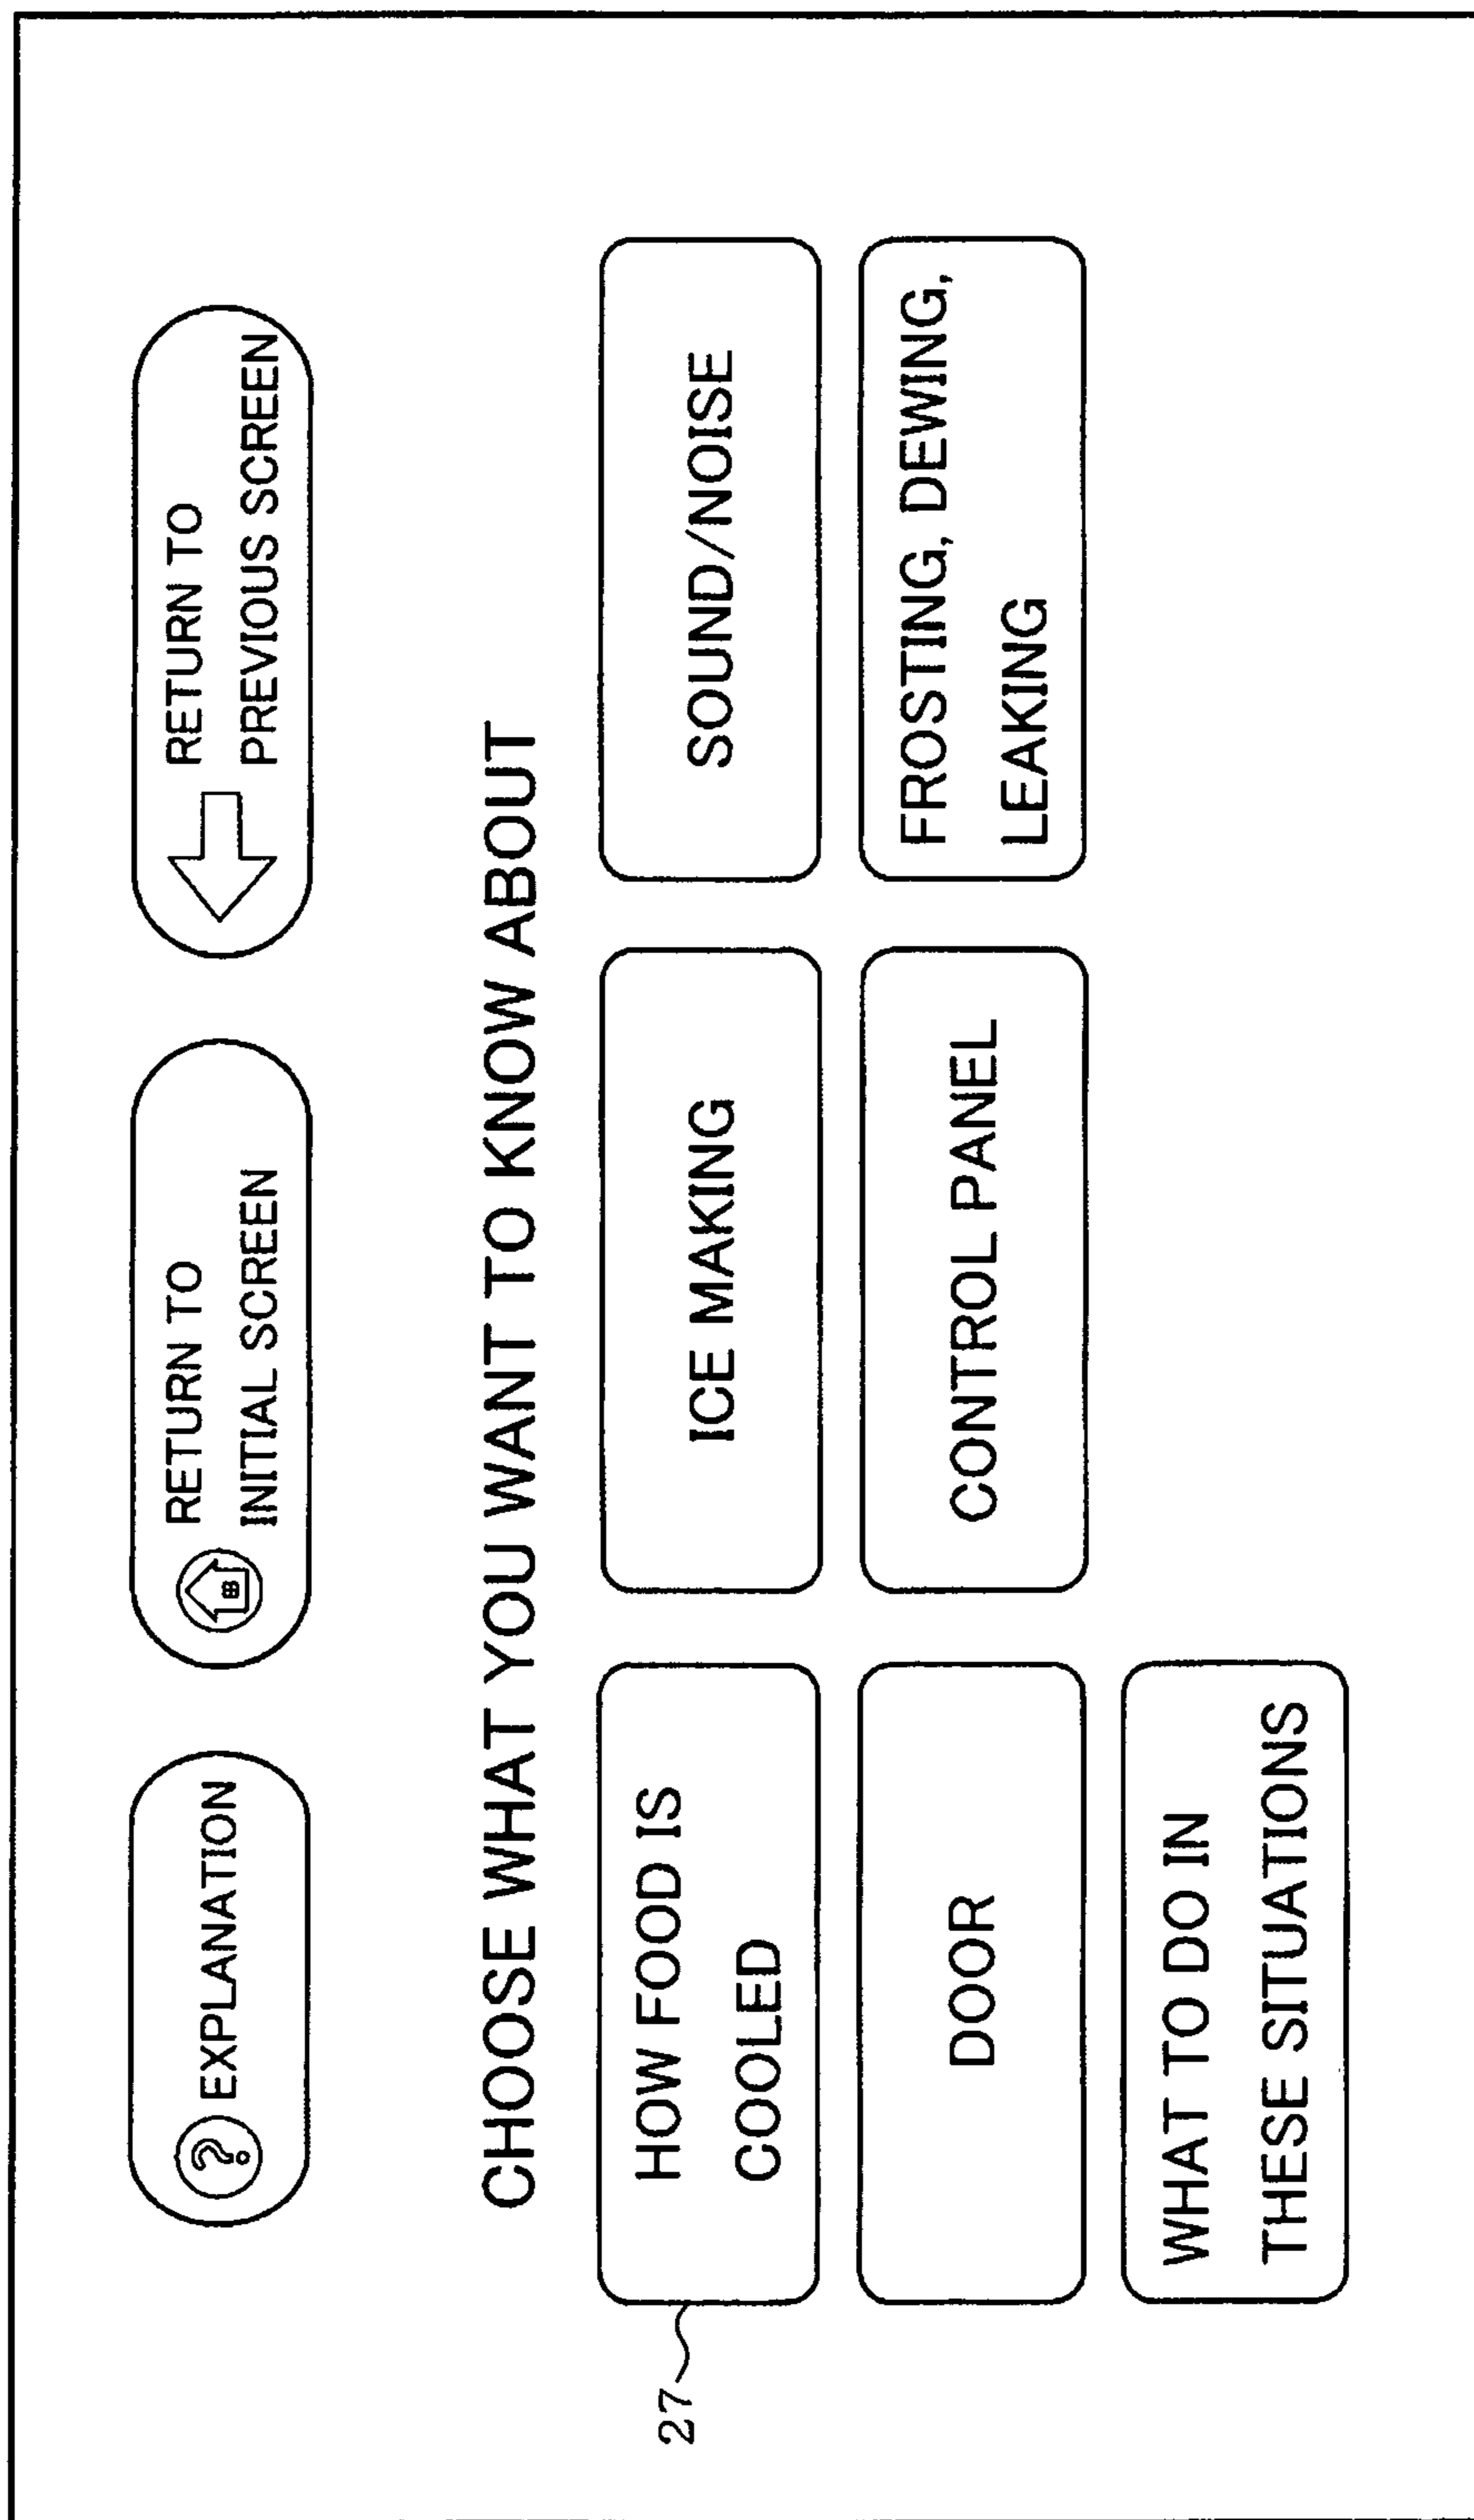 ? EXPLANATION
RETURN TO
INITIAL SCREEN
RETURN TO
PREVIOUS SCREEN
CHOOSE WHAT YOU WANT TO KNOW ABOUT
27
HOW FOOD IS
COOLED
ICE MAKING
SOUND/NOISE
DOOR
CONTROL PANEL
FROSTING, DEWING,
LEAKING
WHAT TO DO IN
THESE SITUATIONS